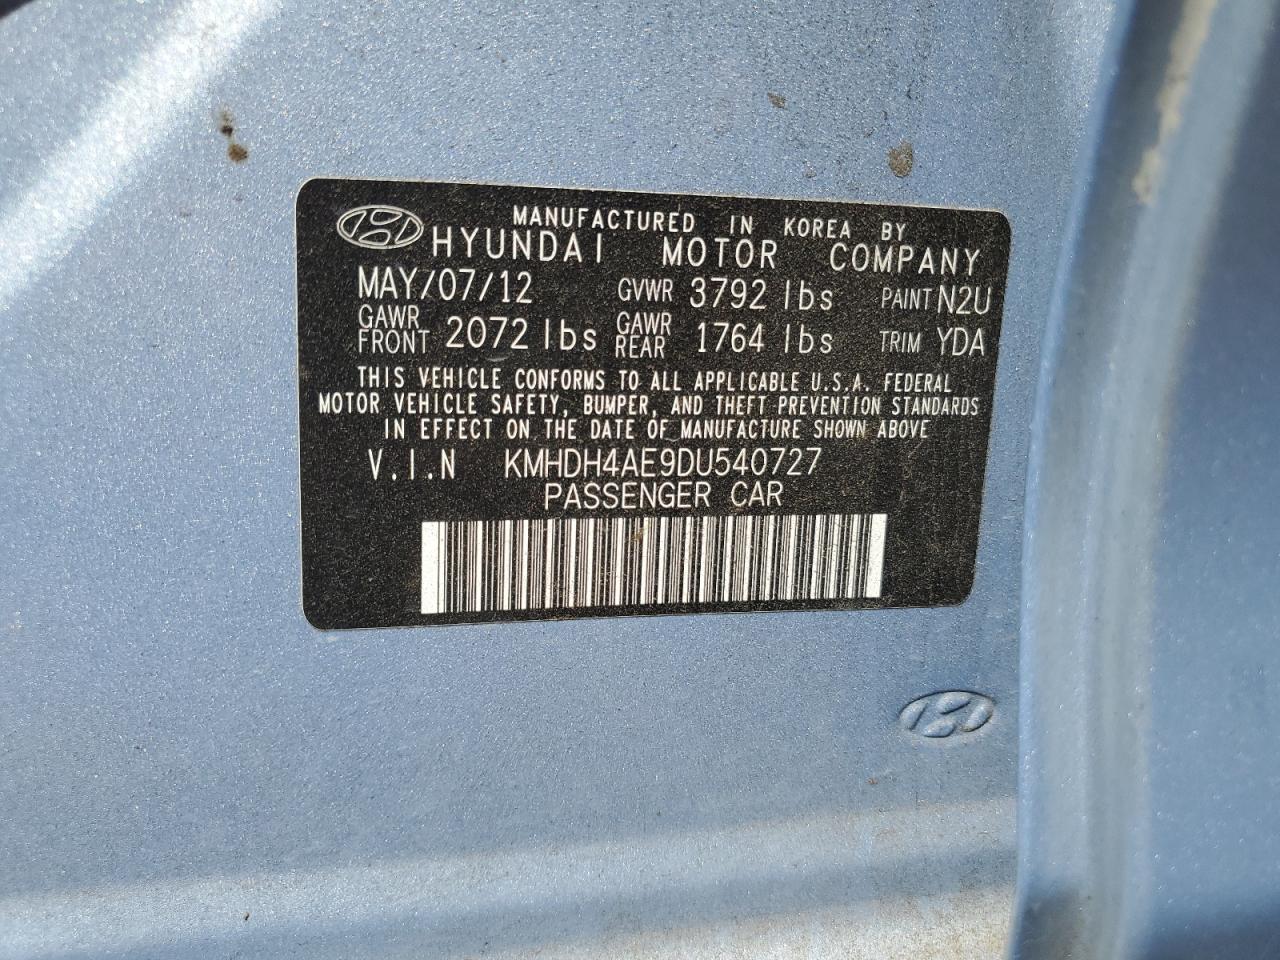 MANUFACTURED IN KOREA BY
HYUNDAI MOTOR COMPANY
MAY/07/12 GVWR 3792 lbs PAINT N2U
GAWR FRONT 2072 lbs GAWR REAR 1764 lbs TRIM YDA
THIS VEHICLE CONFORMS TO ALL APPLICABLE U.S.A. FEDERAL
MOTOR VEHICLE SAFETY, BUMPER, AND THEFT PREVENTION STANDARDS
IN EFFECT ON THE DATE OF MANUFACTURE SHOWN ABOVE
V.I.N KMHDH4AE9DU540727
PASSENGER CAR